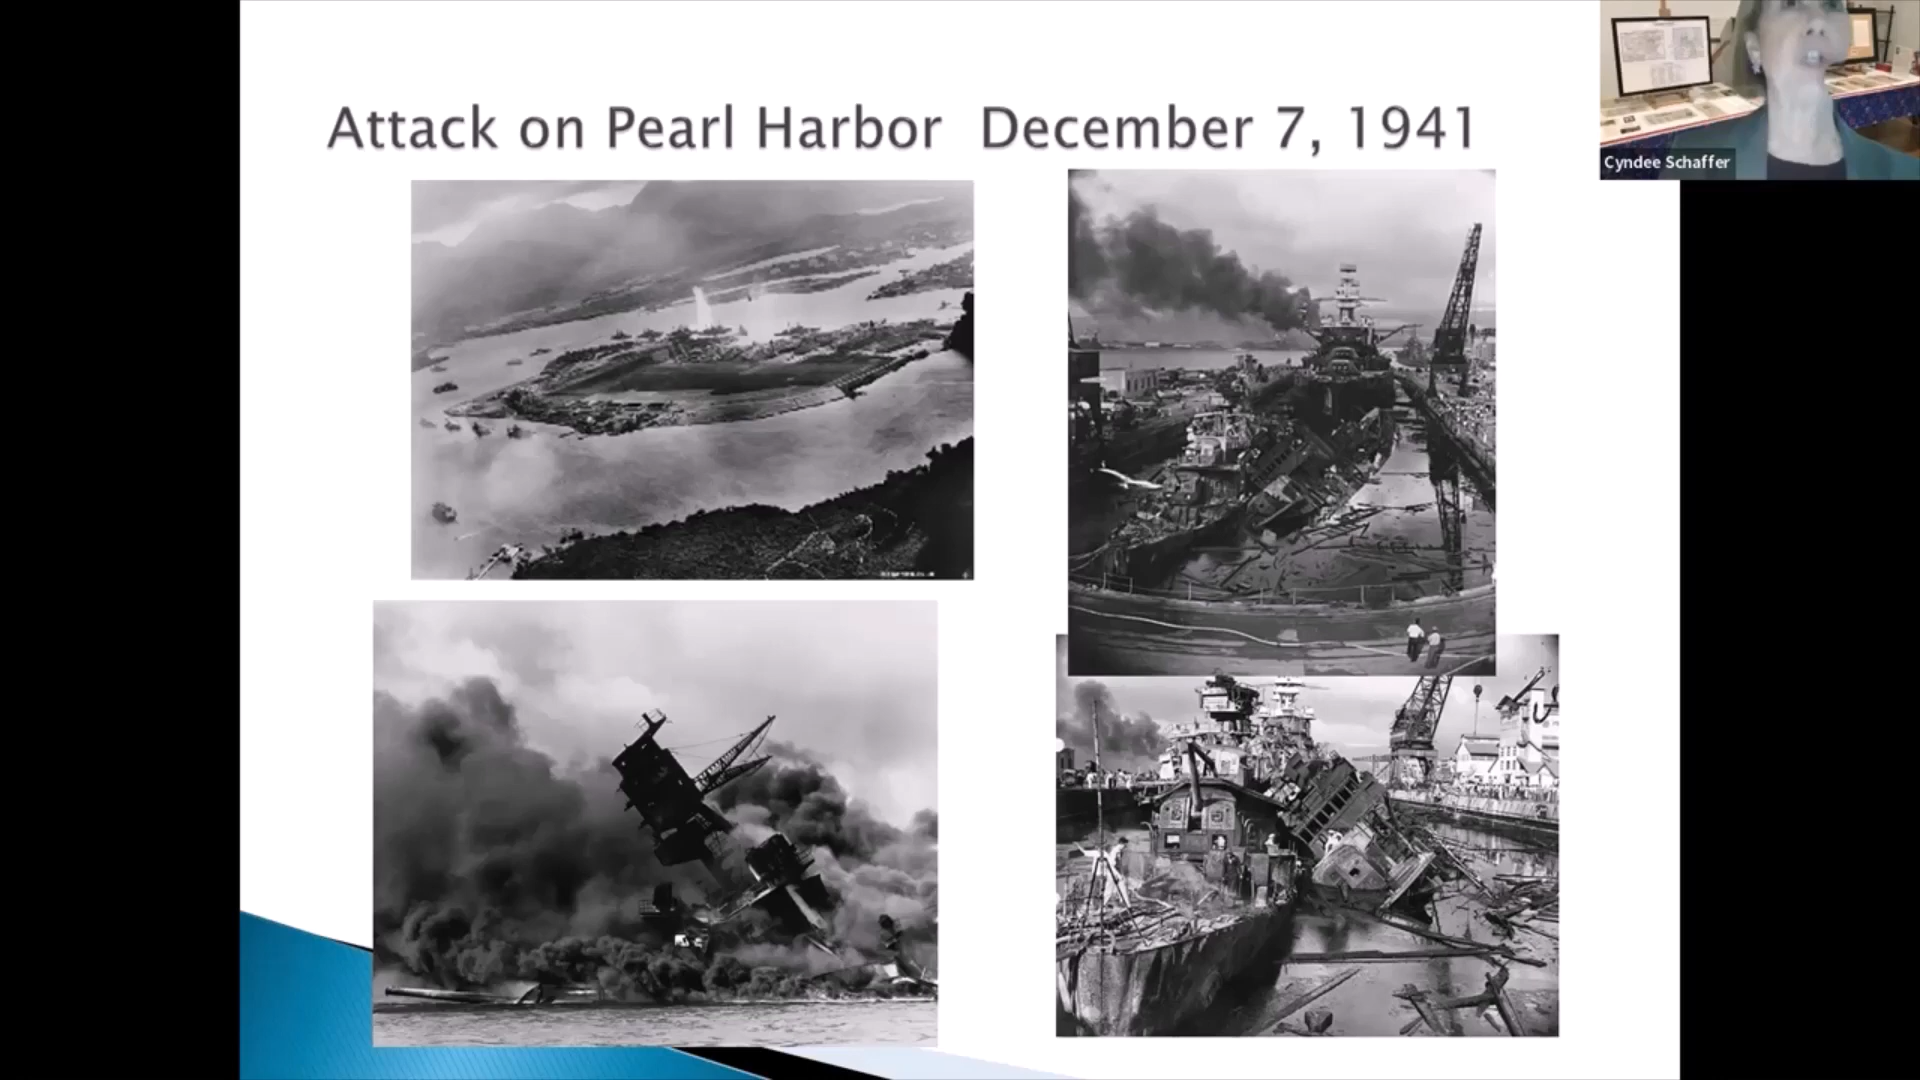 Attack on Pearl Harbor December 7, 1941
Cyndee Schaffer